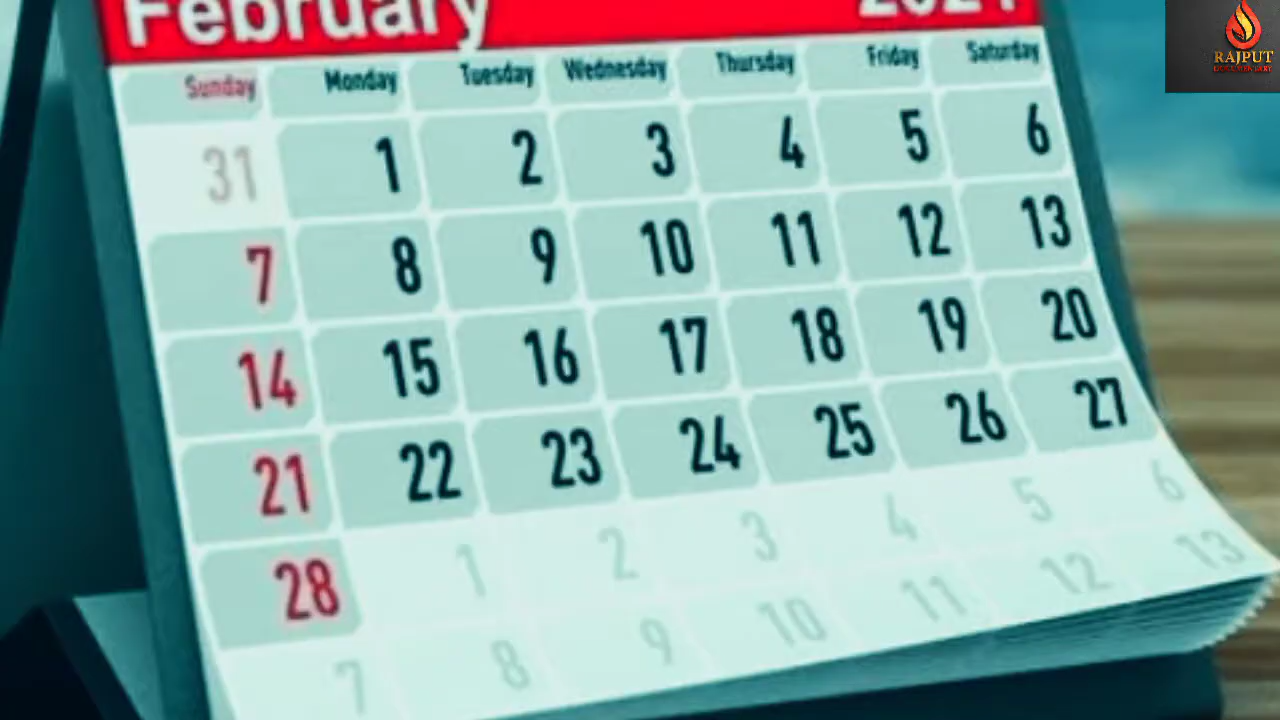 February 2021
RAJPUT
Sunday Monday Tuesday Wednesday Thursday Friday Saturday
31 1 2 3 4 5 6
7 8 9 10 11 12 13
14 15 16 17 18 19 20
21 22 23 24 25 26 27
28 1 2 3 4 5 6
7 8 9 10 11 12 13